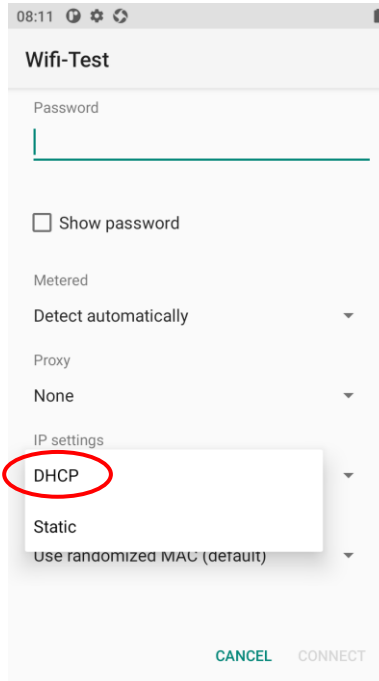 08:11
Wifi-Test
Password
Show password
Metered
Detect automatically
Proxy
None
IP settings
DHCP
Static
Use randomized MAC (default)
CANCEL CONNECT